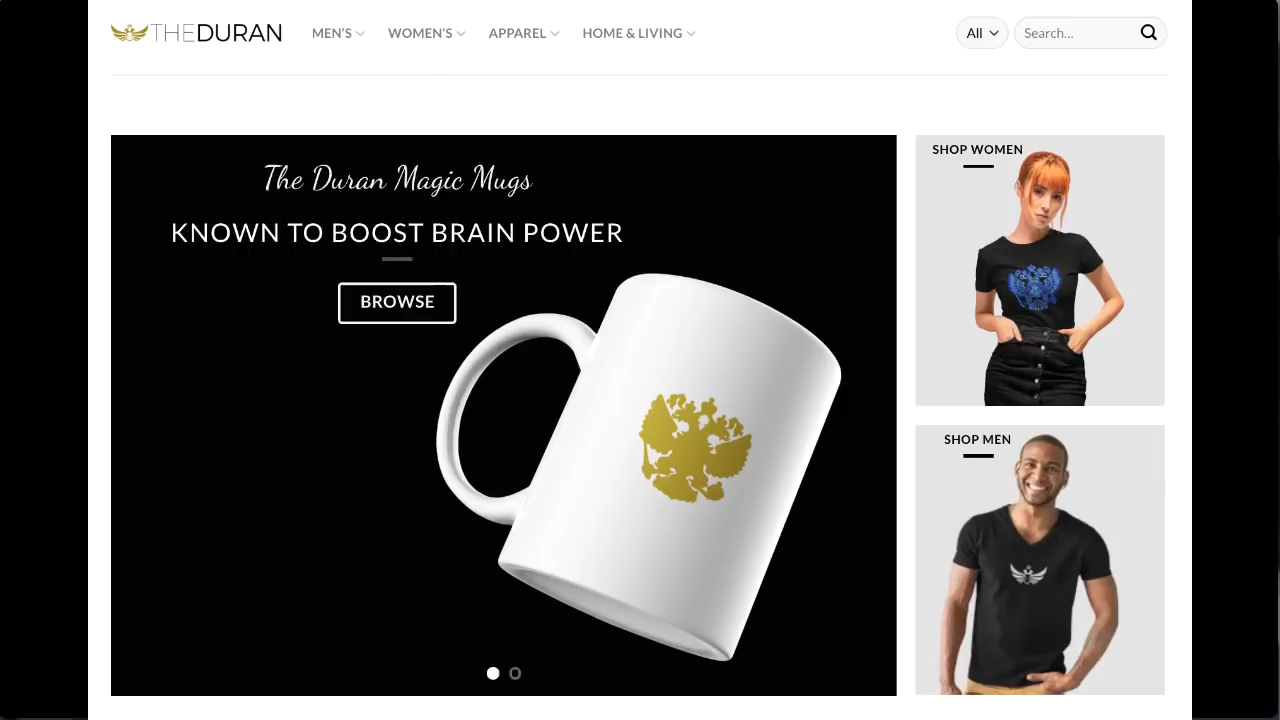 THEDURAN
MEN'S
WOMEN'S
APPAREL
HOME & LIVING
All
Search...
The Duran Magic Mugs
KNOWN TO BOOST BRAIN POWER
BROWSE
SHOP WOMEN
SHOP MEN